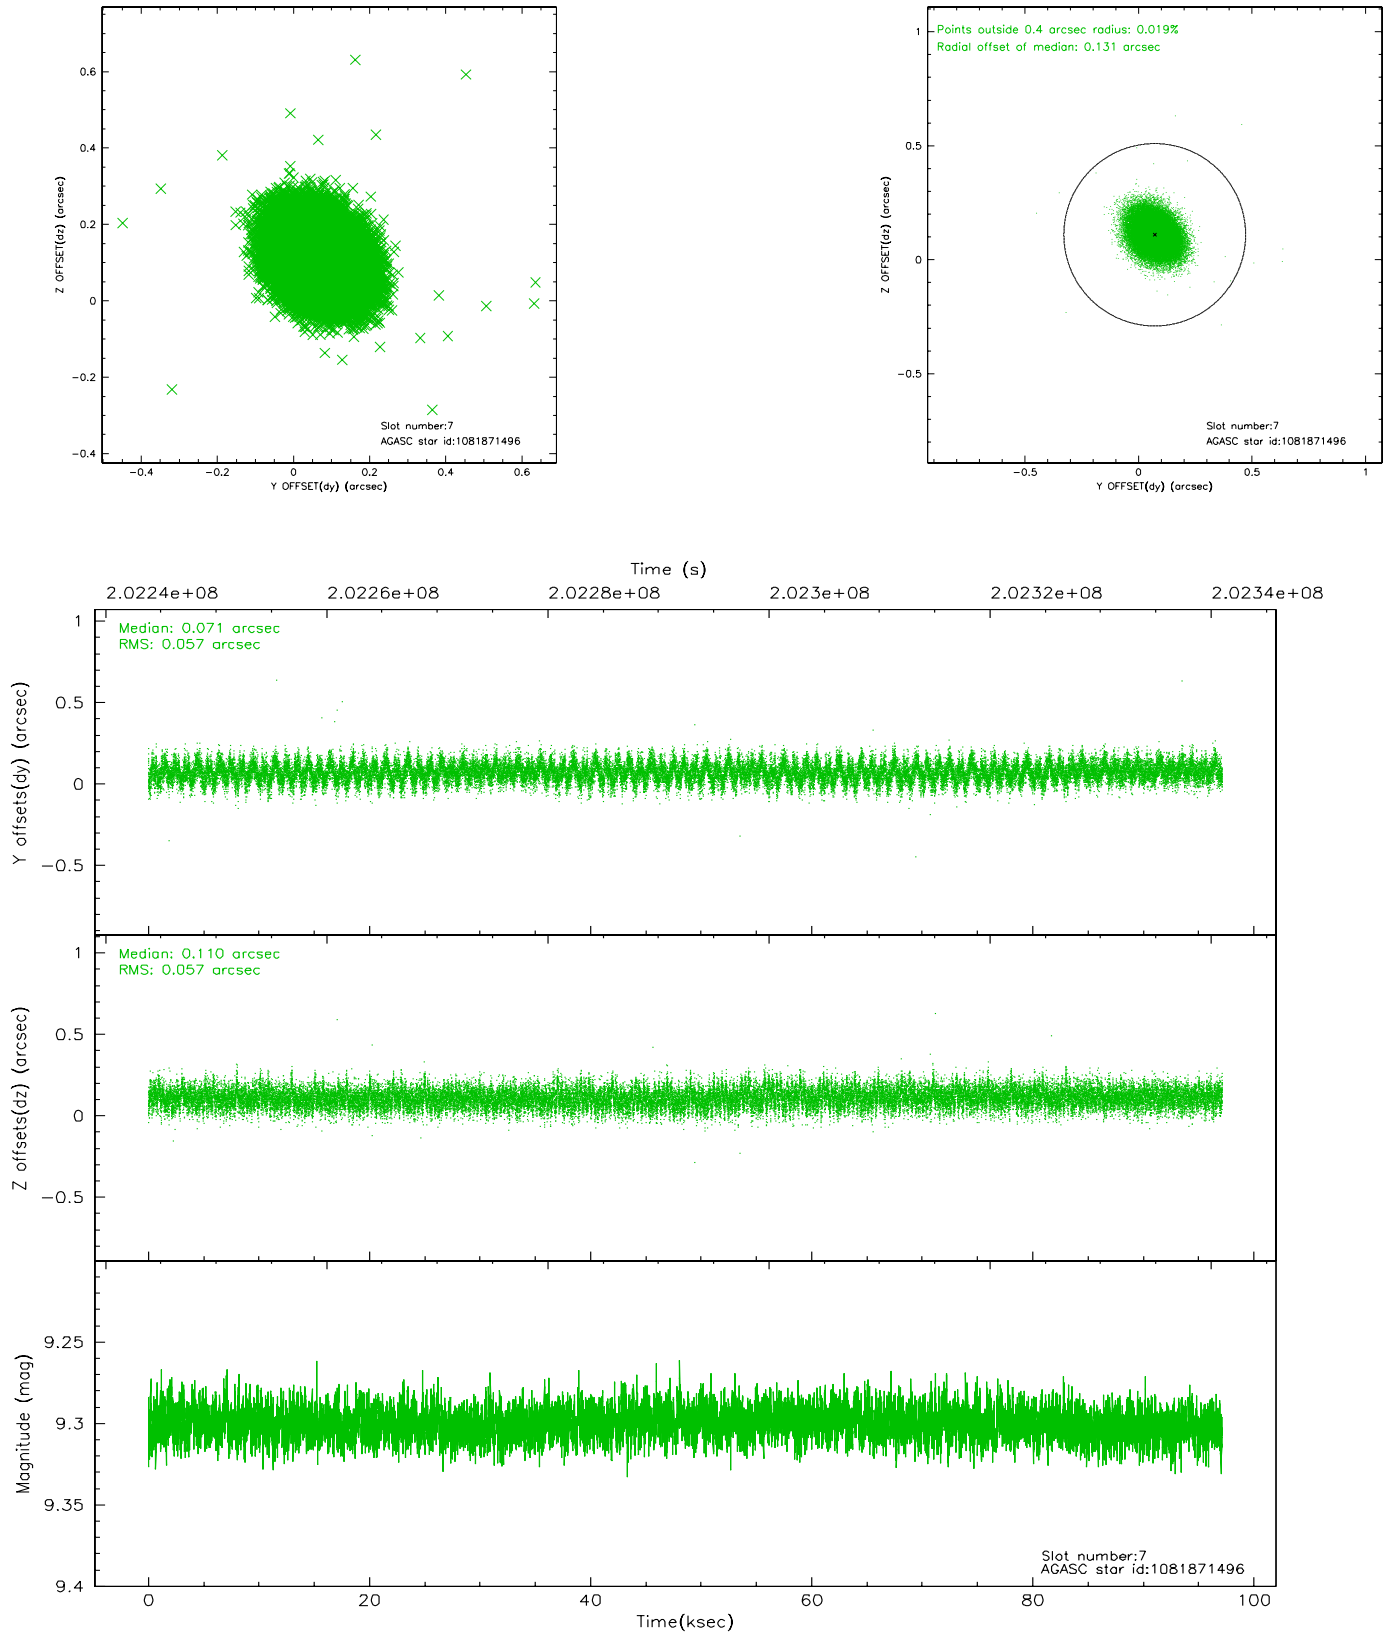 0.6
0.4
0.2
0
−0.2
−0.4
Z OFFSET(dz) (arcsec)
Slot number:7
AGASC star id:1081871496
−0.4 −0.2 0 0.2 0.4 0.6
Y OFFSET(dy) (arcsec)
Points outside 0.4 arcsec radius: 0.019%
Radial offset of median: 0.131 arcsec
1
0.5
0
−0.5
Z OFFSET(dz) (arcsec)
Slot number:7
AGASC star id:1081871496
−0.5 0 0.5 1
Y OFFSET(dy) (arcsec)
Time (s)
2.0224e+08 2.0226e+08 2.0228e+08 2.023e+08 2.0232e+08 2.0234e+08
Median: 0.071 arcsec
RMS: 0.057 arcsec
1
0.5
0
−0.5
Y offsets(dy) (arcsec)
Median: 0.110 arcsec
RMS: 0.057 arcsec
1
0.5
0
−0.5
Z offsets(dz) (arcsec)
9.25
9.3
9.35
9.4
Magnitude (mag)
Slot number:7
AGASC star id:1081871496
0 20 40 60 80 100
Time(ksec)